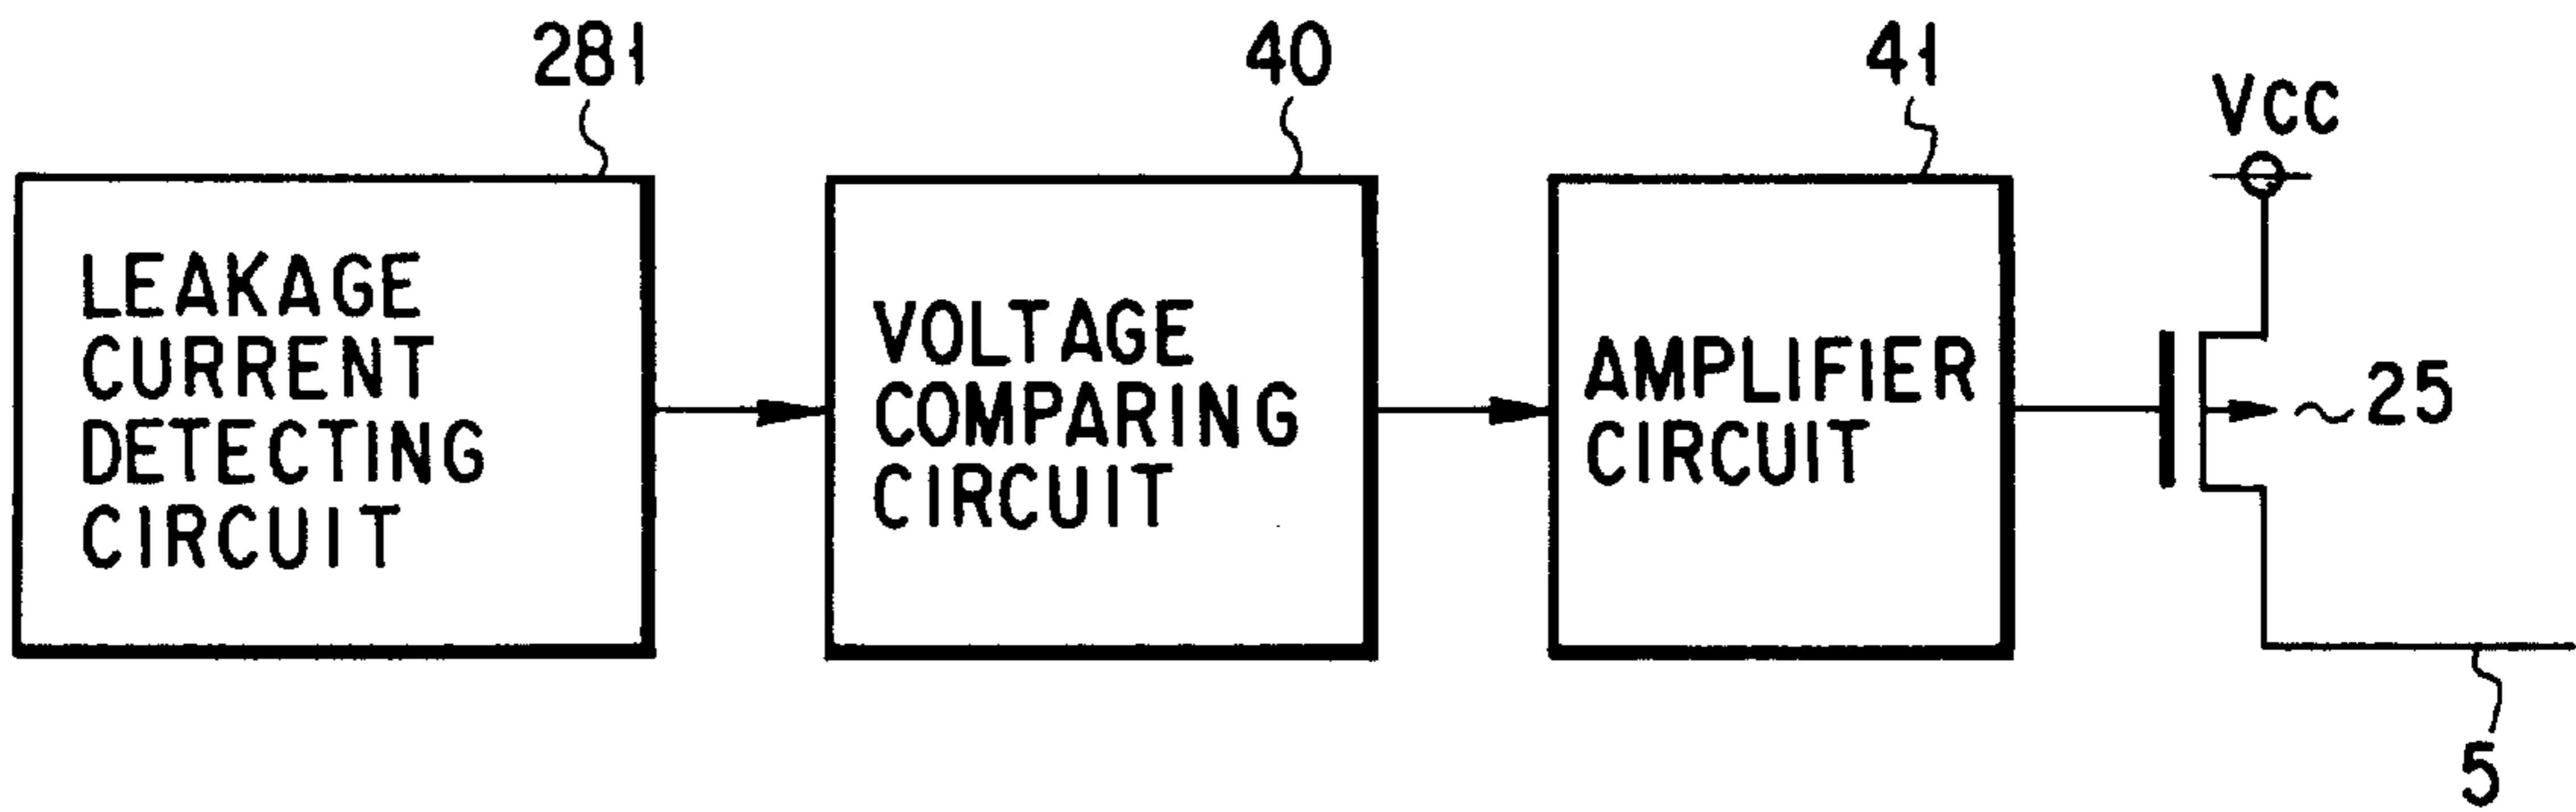 281
40
41
VCC
LEAKAGE
CURRENT
DETECTING
CIRCUIT
VOLTAGE
COMPARING
CIRCUIT
AMPLIFIER
CIRCUIT
25
5